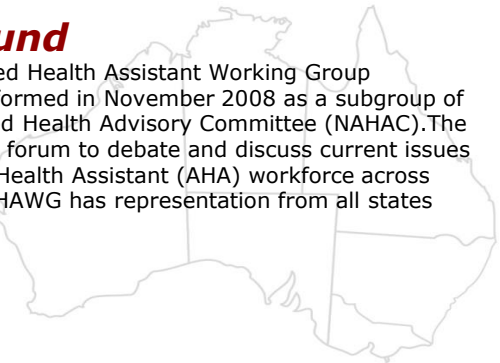 und
ed Health Assistant Working Group
formed in November 2008 as a subgroup of
d Health Advisory Committee (NAHAC).The
forum to debate and discuss current issues
Health Assistant (AHA) workforce across
HAWG has representation from all states